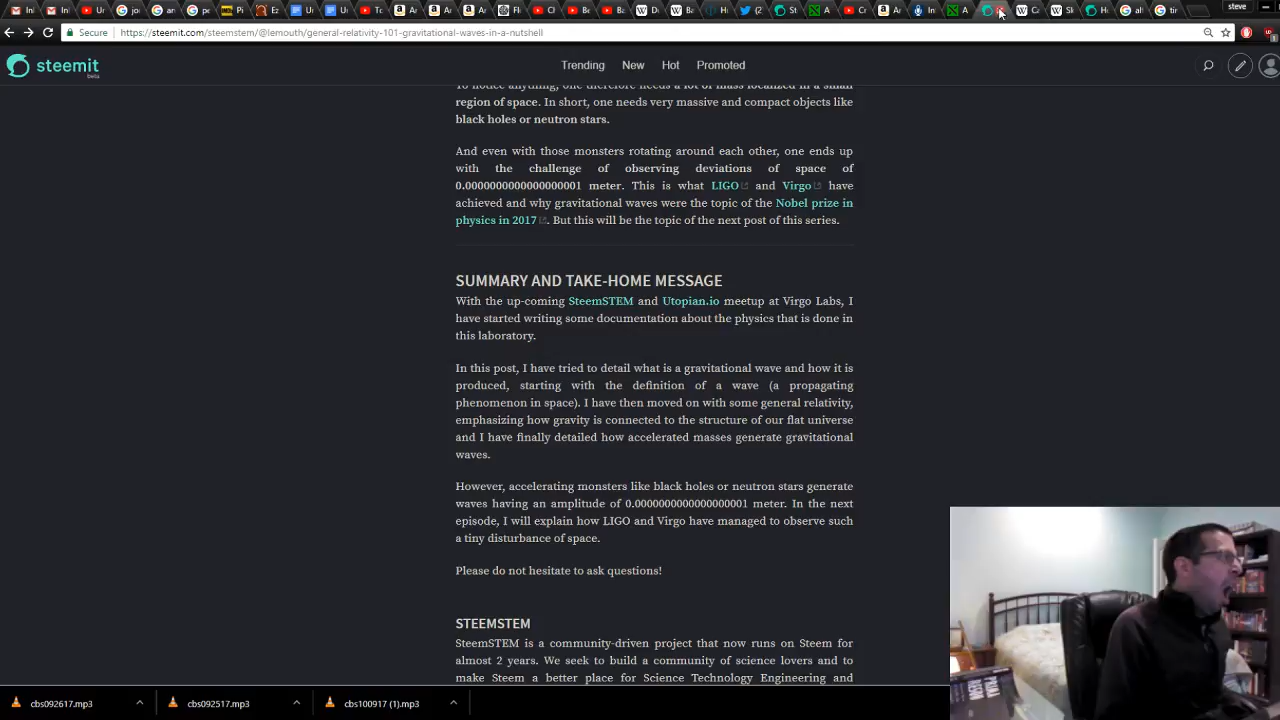 steve
Secure
https://steemit.com/steemstem/@lemouth/general-relativity-101-gravitational-waves-in-a-nutshell
steemit
beta
Trending
New
Hot
Promoted
To notice anything, one therefore needs a lot of mass localized in a small
region of space. In short, one needs very massive and compact objects like
black holes or neutron stars.
And even with those monsters rotating around each other, one ends up
with the challenge of observing deviations of space of
0.0000000000000000001 meter. This is what LIGO and Virgo have
achieved and why gravitational waves were the topic of the Nobel prize in
physics in 2017. But this will be the topic of the next post of this series.
SUMMARY AND TAKE-HOME MESSAGE
With the up-coming SteemSTEM and Utopian.io meetup at Virgo Labs, I
have started writing some documentation about the physics that is done in
this laboratory.
In this post, I have tried to detail what is a gravitational wave and how it is
produced, starting with the definition of a wave (a propagating
phenomenon in space). I have then moved on with some general relativity,
emphasizing how gravity is connected to the structure of our flat universe
and I have finally detailed how accelerated masses generate gravitational
waves.
However, accelerating monsters like black holes or neutron stars generate
waves having an amplitude of 0.0000000000000000001 meter. In the next
episode, I will explain how LIGO and Virgo have managed to observe such
a tiny disturbance of space.
Please do not hesitate to ask questions!
STEEMSTEM
SteemSTEM is a community-driven project that now runs on Steem for
almost 2 years. We seek to build a community of science lovers and to
make Steem a better place for Science Technology Engineering and
cbs092617.mp3
cbs092517.mp3
cbs100917 (1).mp3